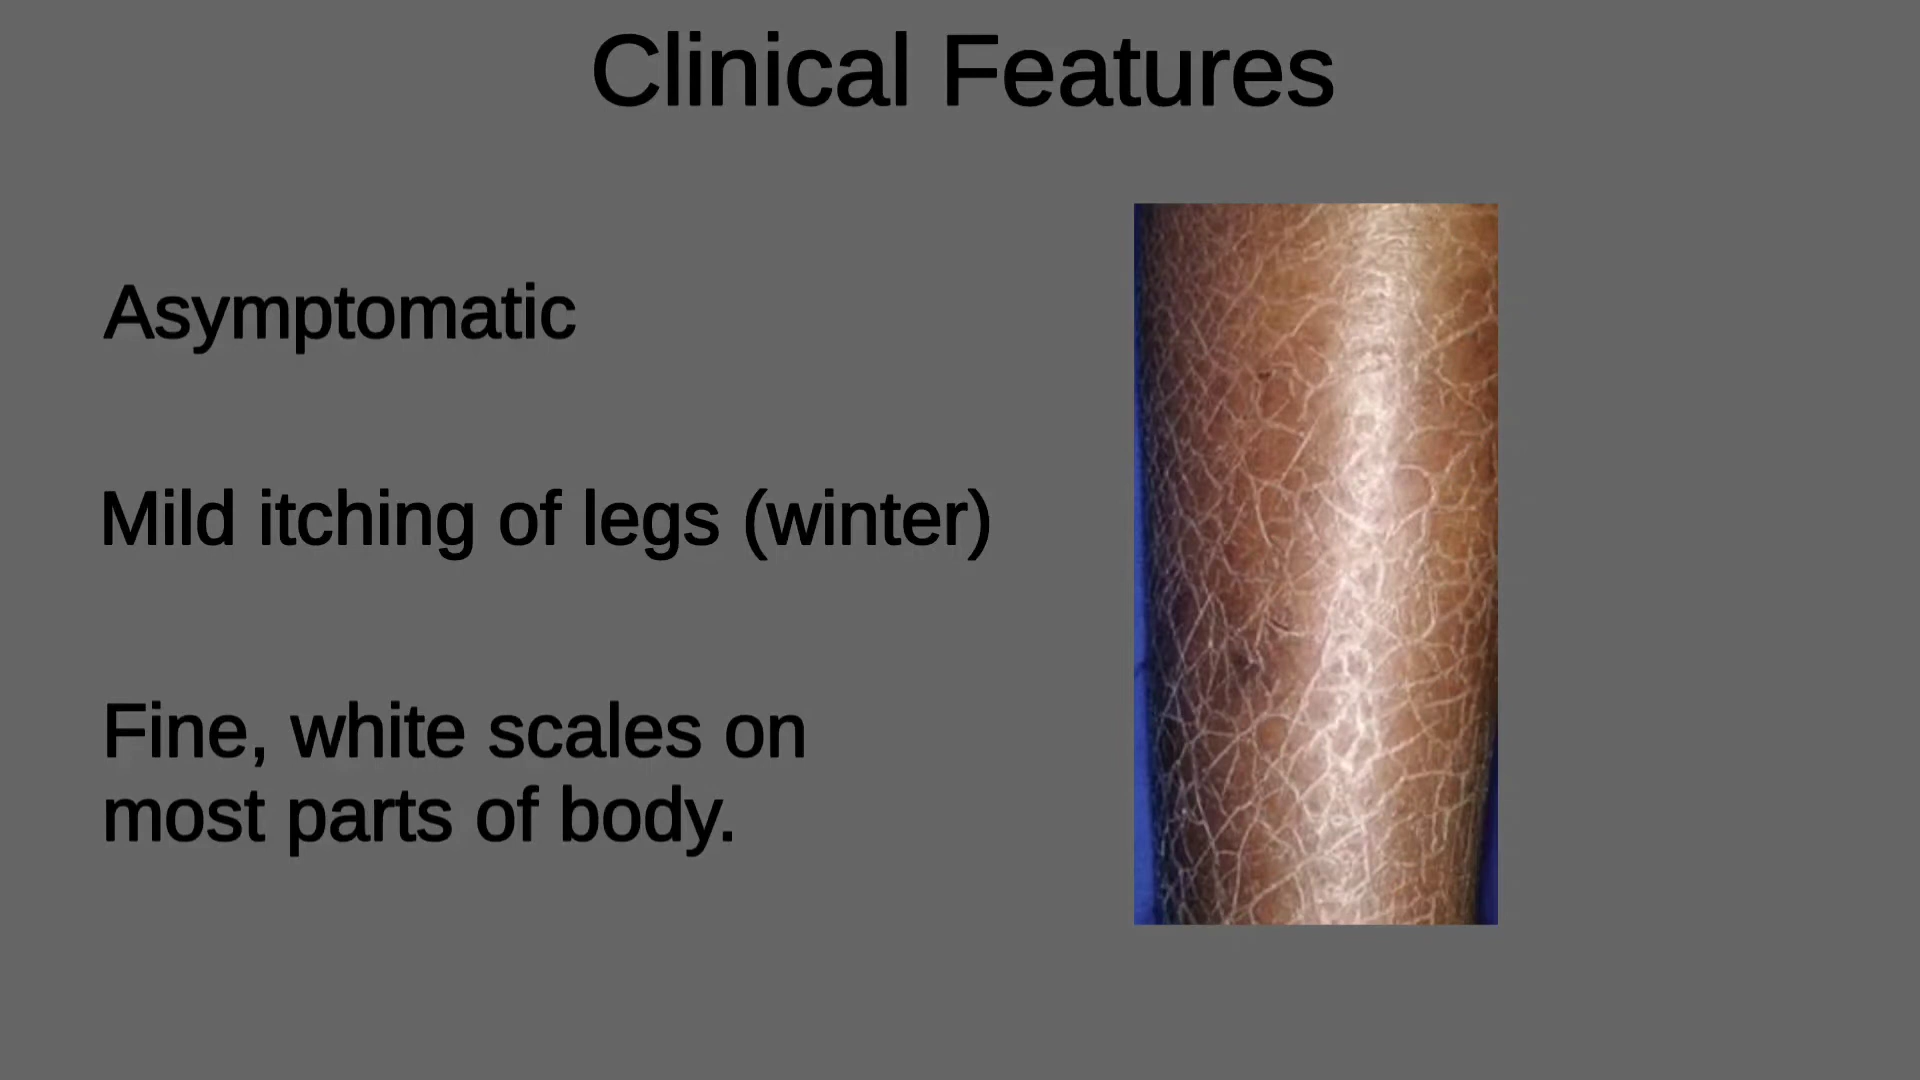 Clinical Features
Asymptomatic
Mild itching of legs (winter)
Fine, white scales on
most parts of body.